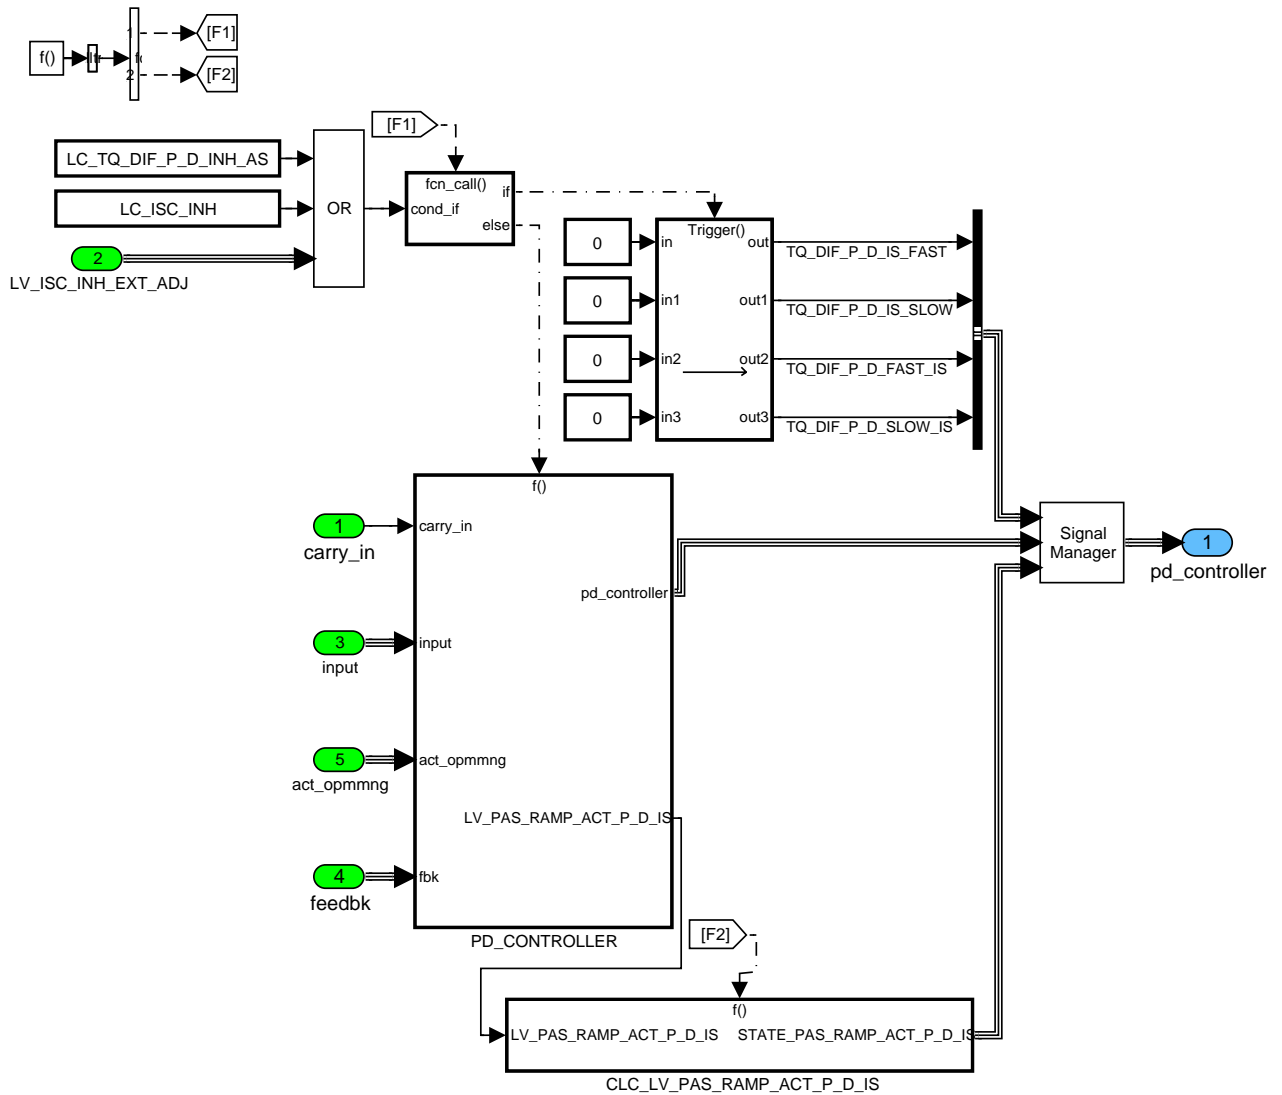 1
[F1]
f()
2
[F2]
[F1]
LC_TQ_DIF_P_D_INH_AS
LC_ISC_INH
2
LV_ISC_INH_EXT_ADJ
OR
fcn_call()
cond_if
if
else
0
0
0
0
Trigger()
in
out
in1
out1
in2
out2
in3
out3
TQ_DIF_P_D_IS_FAST
TQ_DIF_P_D_IS_SLOW
TQ_DIF_P_D_FAST_IS
TQ_DIF_P_D_SLOW_IS
f()
1
carry_in
carry_in
pd_controller
3
input
input
5
act_opmmng
act_opmmng
LV_PAS_RAMP_ACT_P_D_IS
4
feedbk
fbk
PD_CONTROLLER
Signal
Manager
1
pd_controller
[F2]
f()
LV_PAS_RAMP_ACT_P_D_IS
STATE_PAS_RAMP_ACT_P_D_IS
CLC_LV_PAS_RAMP_ACT_P_D_IS